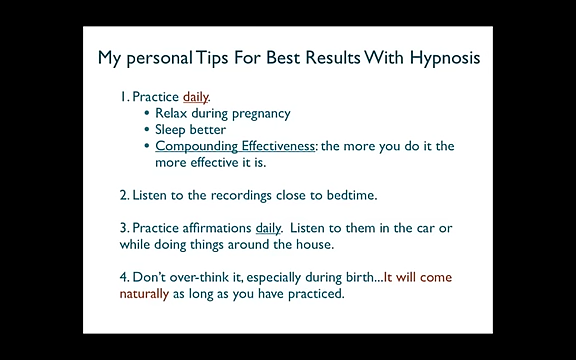 My personal Tips For Best Results With Hypnosis
1. Practice daily.
• Relax during pregnancy
• Sleep better
• Compounding Effectiveness: the more you do it the
more effective it is.
2. Listen to the recordings close to bedtime.
3. Practice affirmations daily. Listen to them in the car or
while doing things around the house.
4. Don't over-think it, especially during birth...It will come
naturally as long as you have practiced.